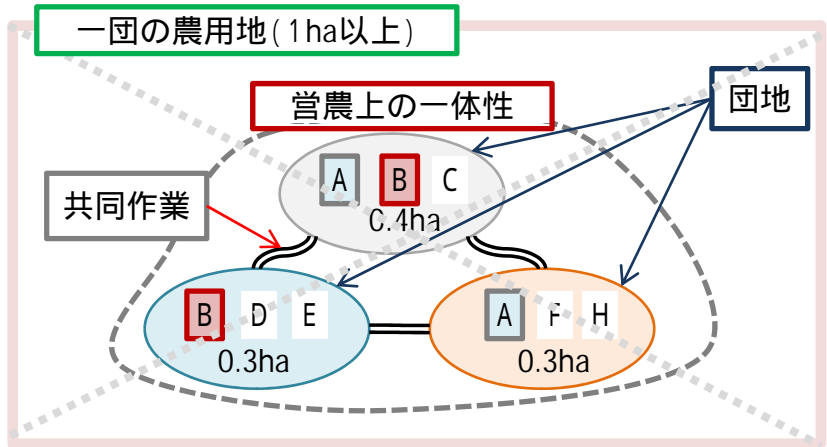 一団の農用地(1ha以上)
営農上の一体性
団地
共同作業
A B C
0.4ha
B D E
0.3ha
A F H
0.3ha